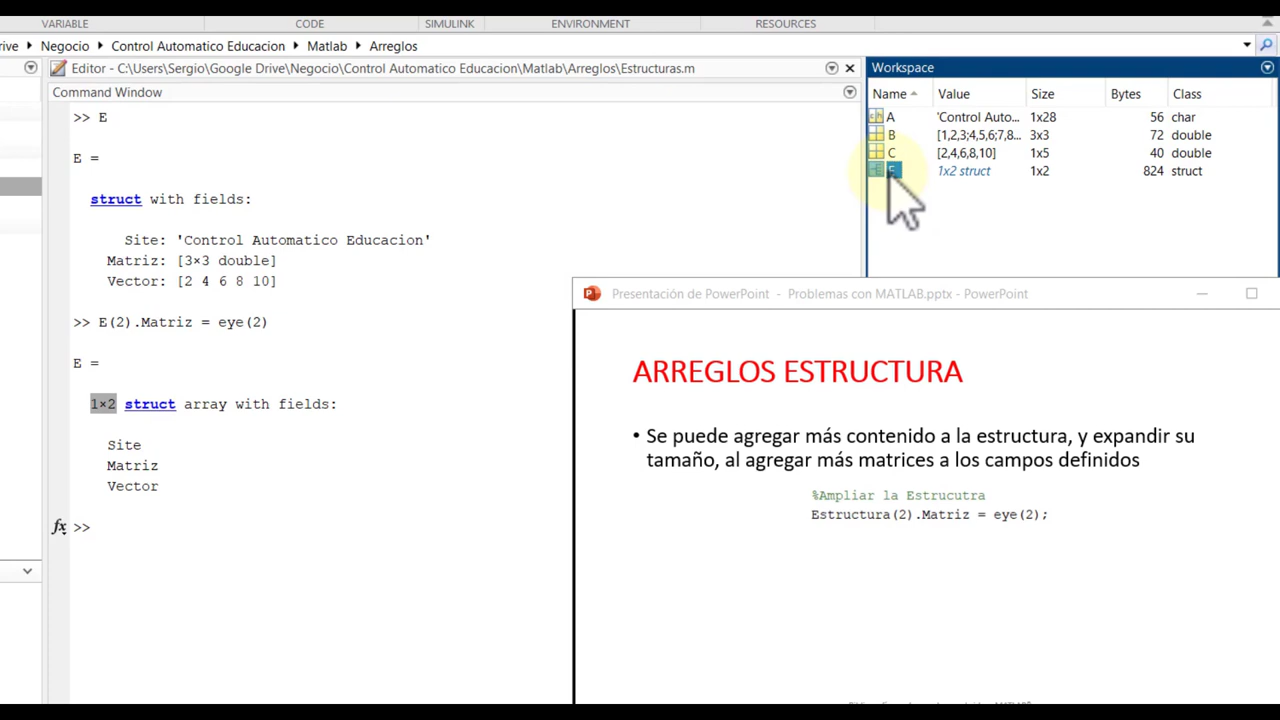 VARIABLE CODE SIMULINK ENVIRONMENT RESOURCES
Negocio Control Automatico Educacion Matlab Arreglos
Editor - C:\Users\Sergio\Google Drive\Negocio\Control Automatico Educacion\Matlab\Arreglos\Estructuras.m
Command Window
>> E
E =
struct with fields:
Site: 'Control Automatico Educacion'
Matriz: [3×3 double]
Vector: [2 4 6 8 10]
>> E(2).Matriz = eye(2)
E =
1×2 struct array with fields:
Site
Matriz
Vector
fx >>
Workspace
Name Value Size Bytes Class
A 'Control Auto... 1x28 56 char
B [1,2,3;4,5,6;7,8... 3x3 72 double
C [2,4,6,8,10] 1x5 40 double
E 1x2 struct 1x2 824 struct
Presentación de PowerPoint - Problemas con MATLAB.pptx - PowerPoint
ARREGLOS ESTRUCTURA
• Se puede agregar más contenido a la estructura, y expandir su
tamaño, al agregar más matrices a los campos definidos
%Ampliar la Estrucutra
Estructura(2).Matriz = eye(2);